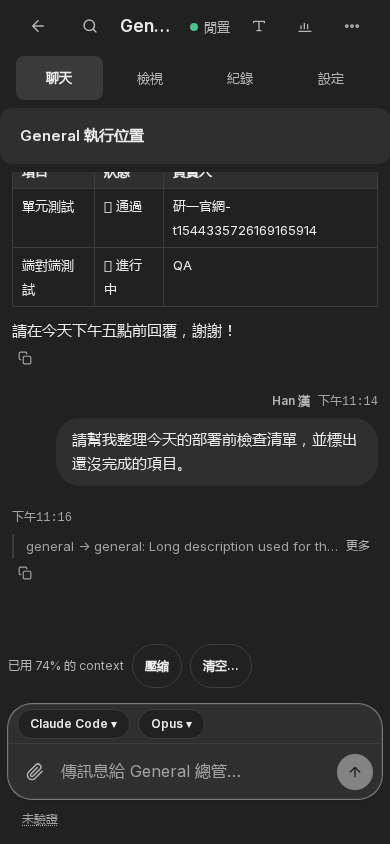 Gen… 閒置
聊天 檢視 紀錄 設定
General 執行位置
項目 狀態 負責人
單元測試 通過 研一官網-
t1544335726169165914
端對端測 進行 QA
試 中
請在今天下午五點前回覆，謝謝！
Han 漢 下午11:14
請幫我整理今天的部署前檢查清單，並標出
還沒完成的項目。
下午11:16
general → general: Long description used for th… 更多
已用 74% 的 context 壓縮 清空…
Claude Code ▾ Opus ▾
傳訊息給 General 總管…
未驗證